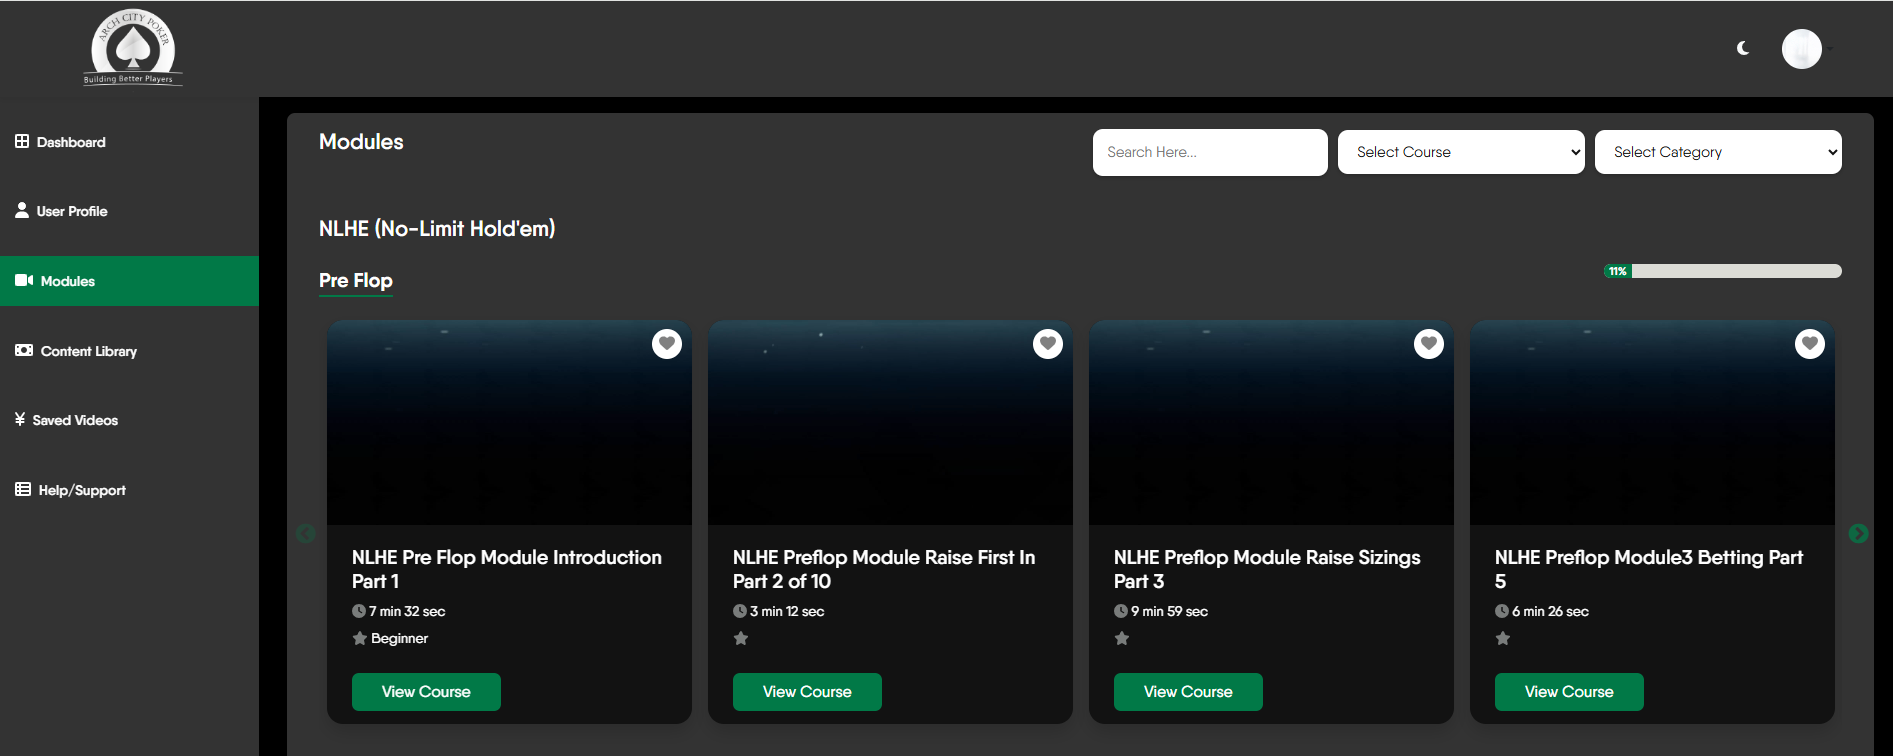 ARCH CITY POKER
Building Better Players
Dashboard
User Profile
Modules
Content Library
Saved Videos
Help/Support
Modules
Search Here...
Select Course
Select Category
NLHE (No-Limit Hold'em)
Pre Flop
11%
NLHE Pre Flop Module Introduction
Part 1
7 min 32 sec
Beginner
View Course
NLHE Preflop Module Raise First In
Part 2 of 10
3 min 12 sec
View Course
NLHE Preflop Module Raise Sizings
Part 3
9 min 59 sec
View Course
NLHE Preflop Module3 Betting Part
5
6 min 26 sec
View Course